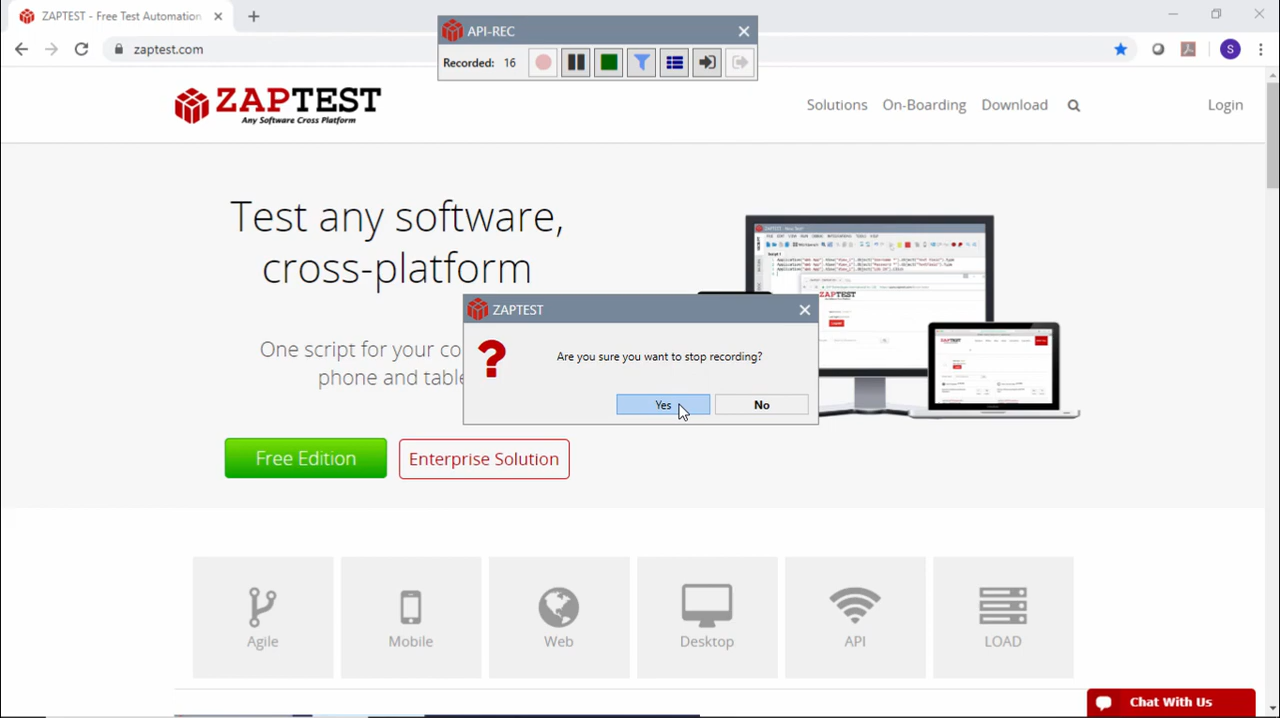 ZAPTEST - Free Test Automation
zaptest.com
API-REC
Recorded: 16
ZAPTEST
Any Software Cross Platform
Solutions On-Boarding Download Login
Test any software,
cross-platform
One script for your co
phone and table
ZAPTEST
Are you sure you want to stop recording?
Yes No
Free Edition Enterprise Solution
Agile Mobile Web Desktop API LOAD
Chat With Us
S
ZAPTEST
ZAPTEST